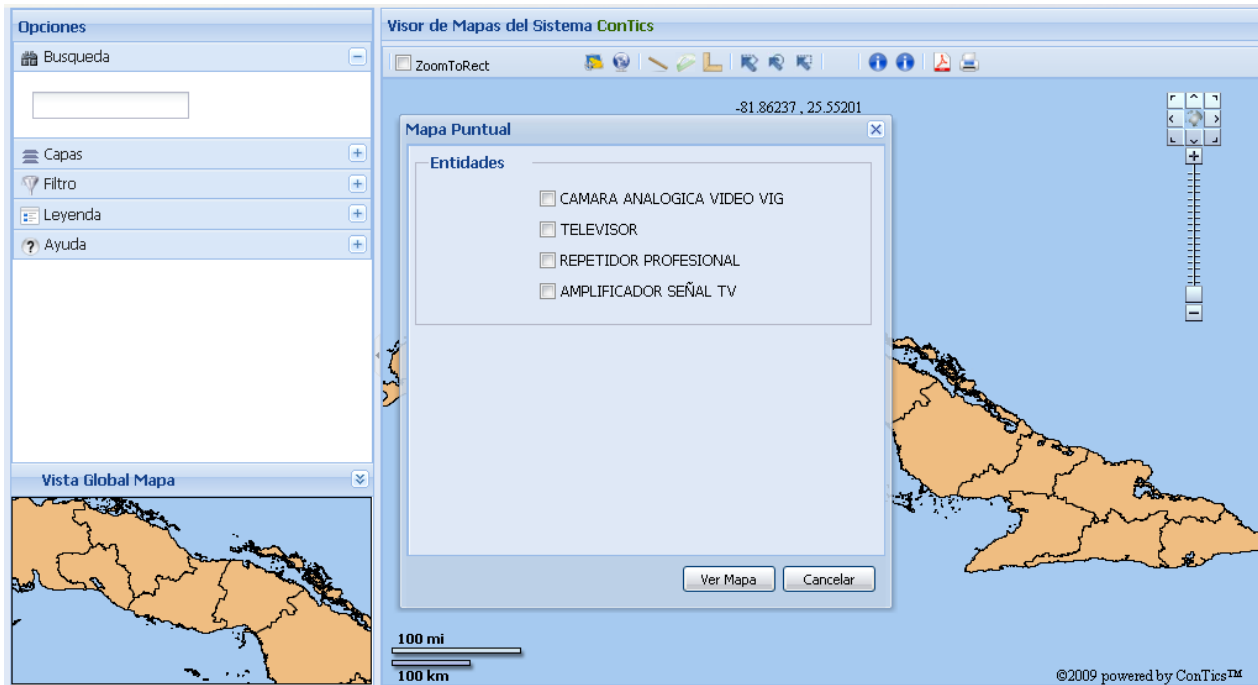 Opciones
Busqueda
Capas
Filtro
Leyenda
Ayuda
Vista Global Mapa
Visor de Mapas del Sistema ConTics
ZoomToRect
-81.86237 , 25.55201
Mapa Puntual
Entidades
CAMARA ANALOGICA VIDEO VIG
TELEVISOR
REPETIDOR PROFESIONAL
AMPLIFICADOR SEÑAL TV
Ver Mapa
Cancelar
100 mi
100 km
©2009 powered by ConTics™